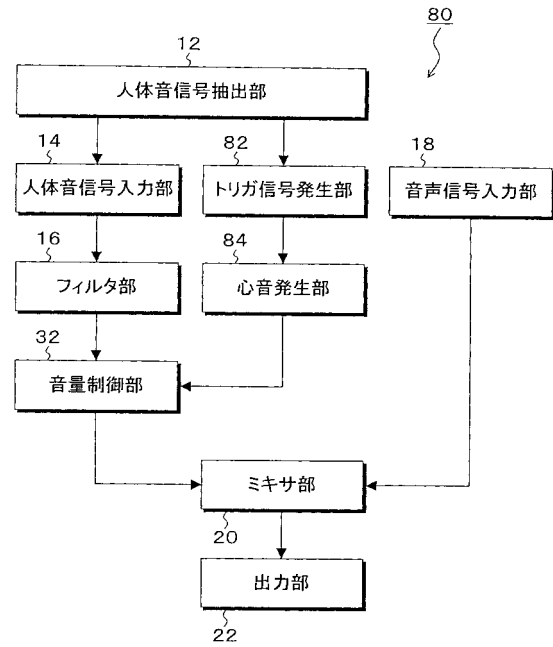 80
12
人体音信号抽出部
14
82
18
人体音信号入力部
トリガ信号発生部
音声信号入力部
16
84
フィルタ部
心音発生部
32
音量制御部
ミキサ部
20
出力部
22